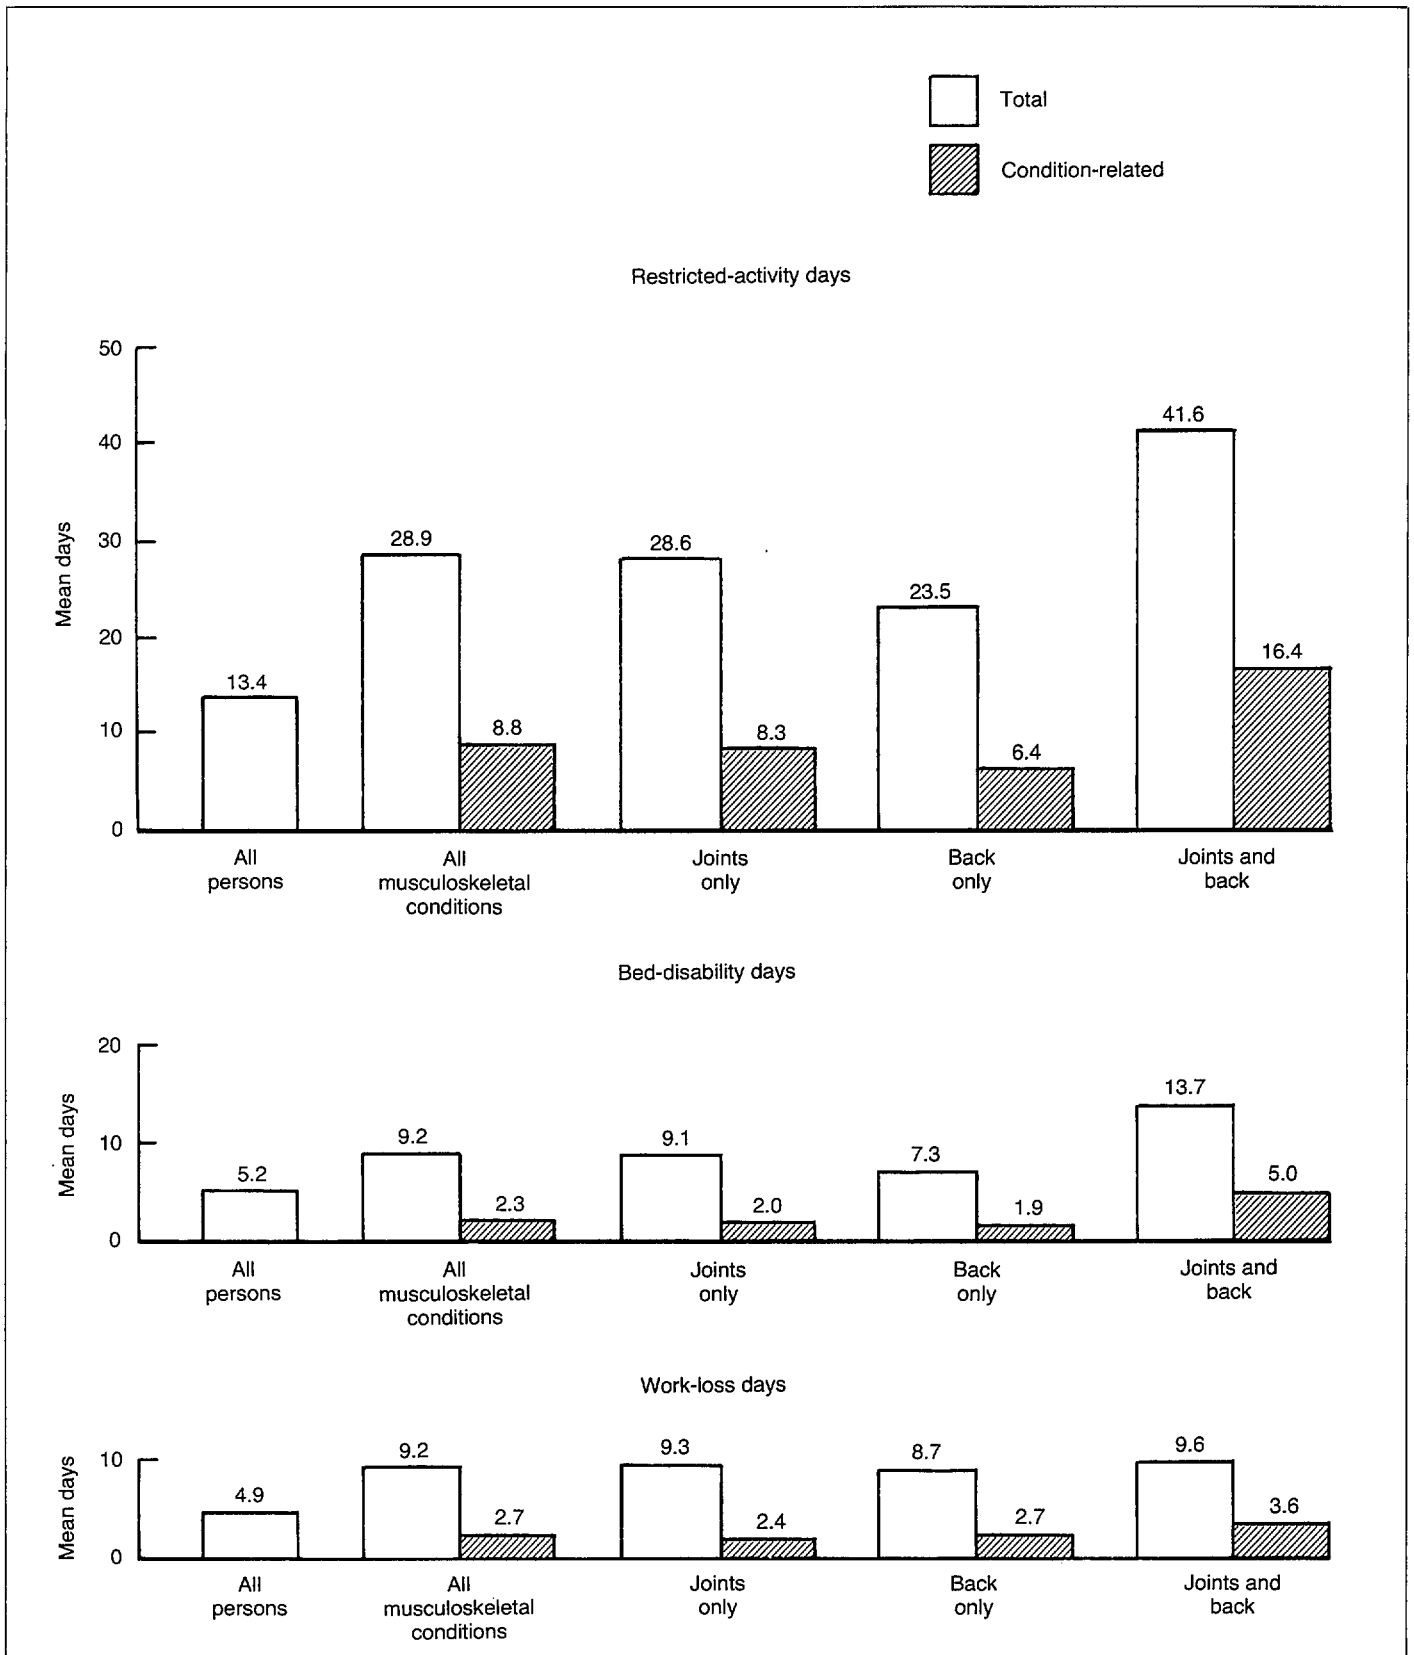 Total
Condition-related
Restricted-activity days
Mean days
50
40
30
20
10
0
13.4
28.9
8.8
28.6
8.3
23.5
6.4
41.6
16.4
All
persons
All
musculoskeletal
conditions
Joints
only
Back
only
Joints and
back
Bed-disability days
Mean days
20
10
0
5.2
9.2
2.3
9.1
2.0
7.3
1.9
13.7
5.0
All
persons
All
musculoskeletal
conditions
Joints
only
Back
only
Joints and
back
Work-loss days
Mean days
10
0
4.9
9.2
2.7
9.3
2.4
8.7
2.7
9.6
3.6
All
persons
All
musculoskeletal
conditions
Joints
only
Back
only
Joints and
back